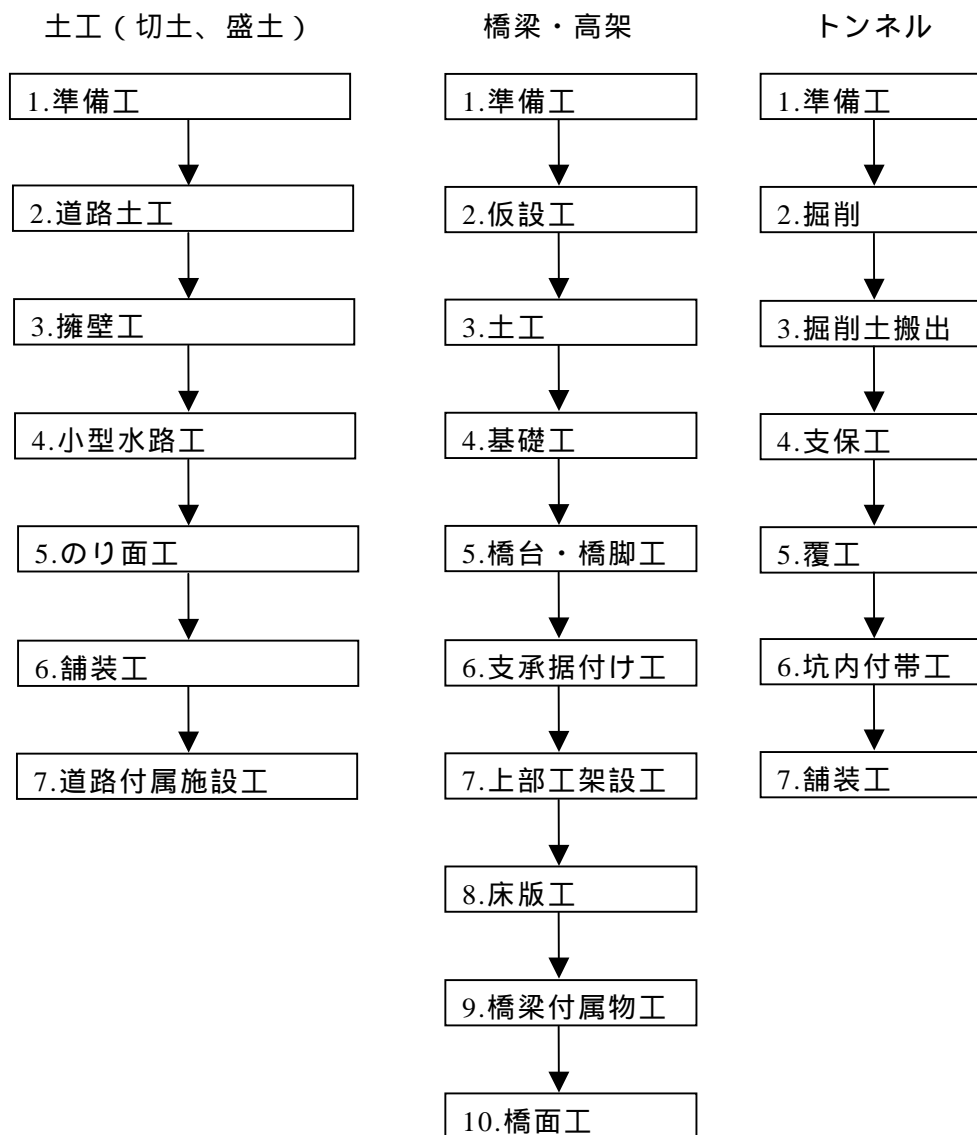 土工（切土、盛土）
1.準備工
2.道路土工
3.擁壁工
4.小型水路工
5.のり面工
6.舗装工
7.道路付属施設工
橋梁・高架
1.準備工
2.仮設工
3.土工
4.基礎工
5.橋台・橋脚工
6.支承据付け工
7.上部工架設工
8.床版工
9.橋梁付属物工
10.橋面工
トンネル
1.準備工
2.掘削
3.掘削土搬出
4.支保工
5.覆工
6.坑内付帯工
7.舗装工